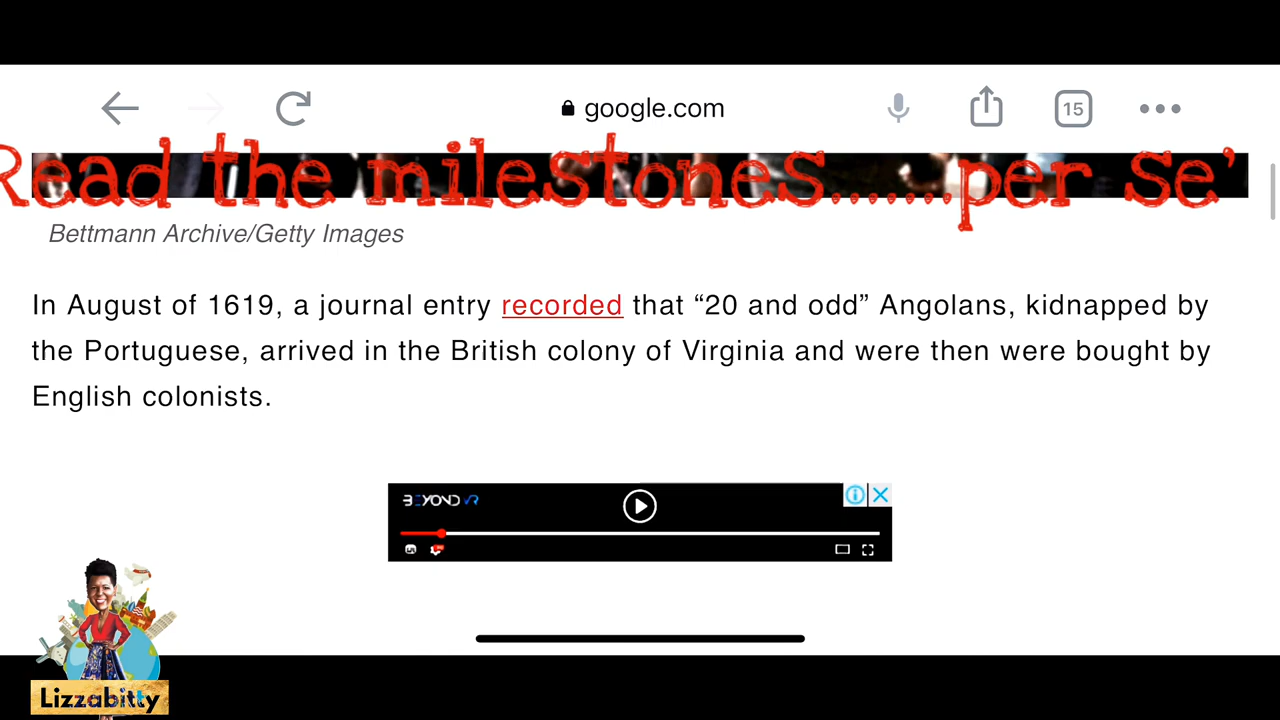 google.com
15
Read the milestones.......per se'
Bettmann Archive/Getty Images
In August of 1619, a journal entry recorded that “20 and odd” Angolans, kidnapped by
the Portuguese, arrived in the British colony of Virginia and were then were bought by
English colonists.
BEYOND VR
Lizzabitty